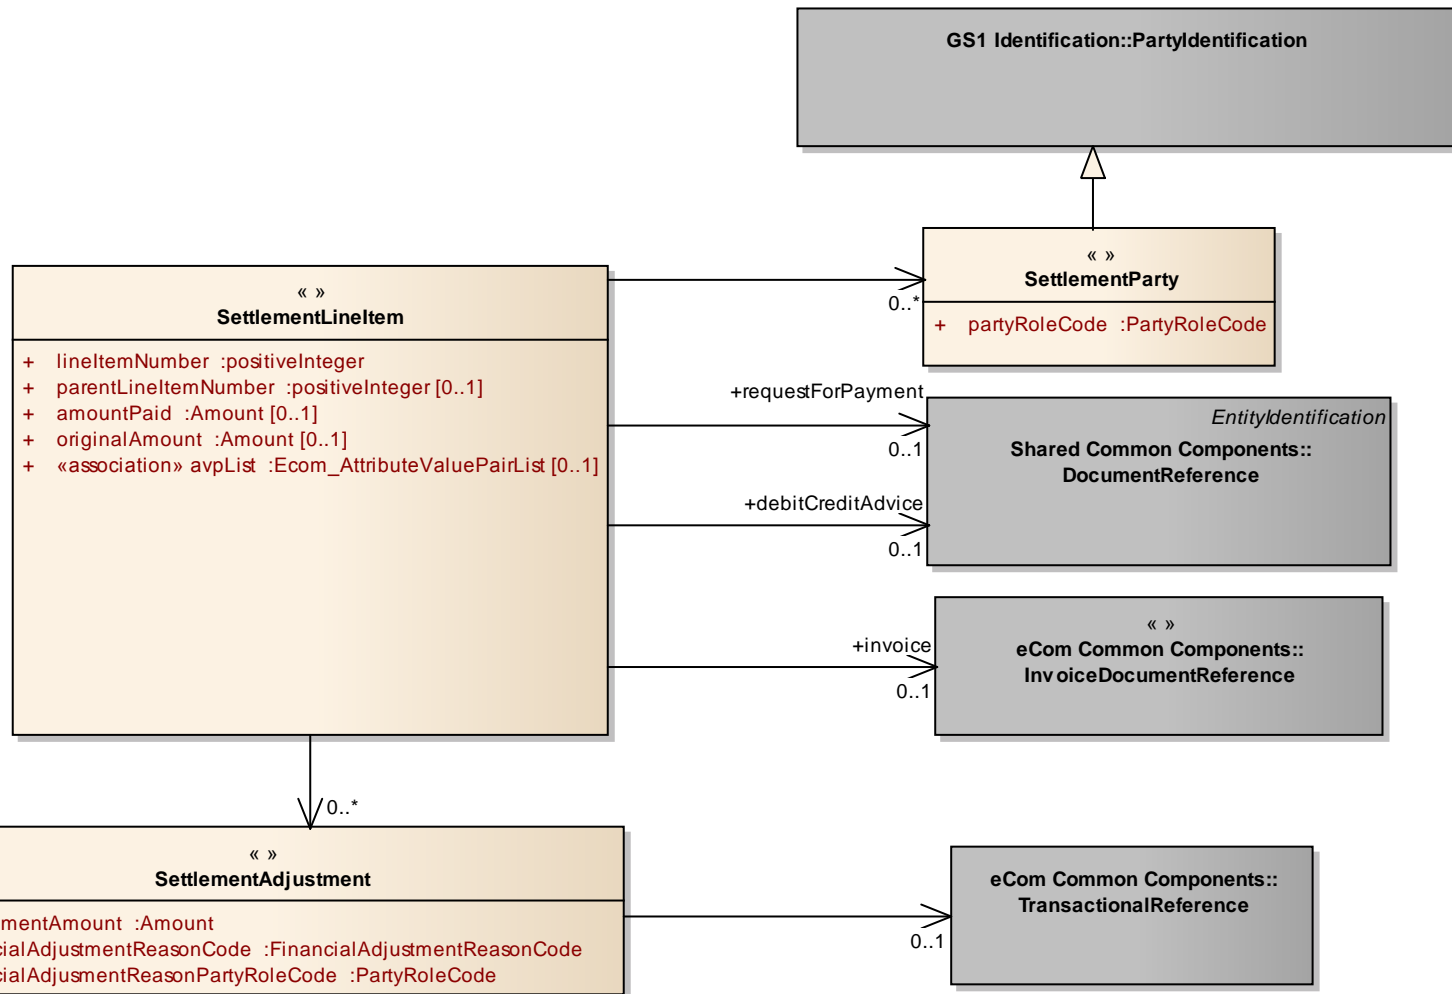 GS1 Identification::PartyIdentification
« »
SettlementParty
+ partyRoleCode :PartyRoleCode
0..*
« »
SettlementLineItem
+ lineItemNumber :positiveInteger
+ parentLineItemNumber :positiveInteger [0..1]
+ amountPaid :Amount [0..1]
+ originalAmount :Amount [0..1]
+ «association» avpList :Ecom_AttributeValuePairList [0..1]
+requestForPayment
0..1
+debitCreditAdvice
0..1
EntityIdentification
Shared Common Components::
DocumentReference
+invoice
0..1
« »
eCom Common Components::
InvoiceDocumentReference
0..*
« »
SettlementAdjustment
mentAmount :Amount
cialAdjustmentReasonCode :FinancialAdjustmentReasonCode
cialAdjusmentReasonPartyRoleCode :PartyRoleCode
0..1
eCom Common Components::
TransactionalReference